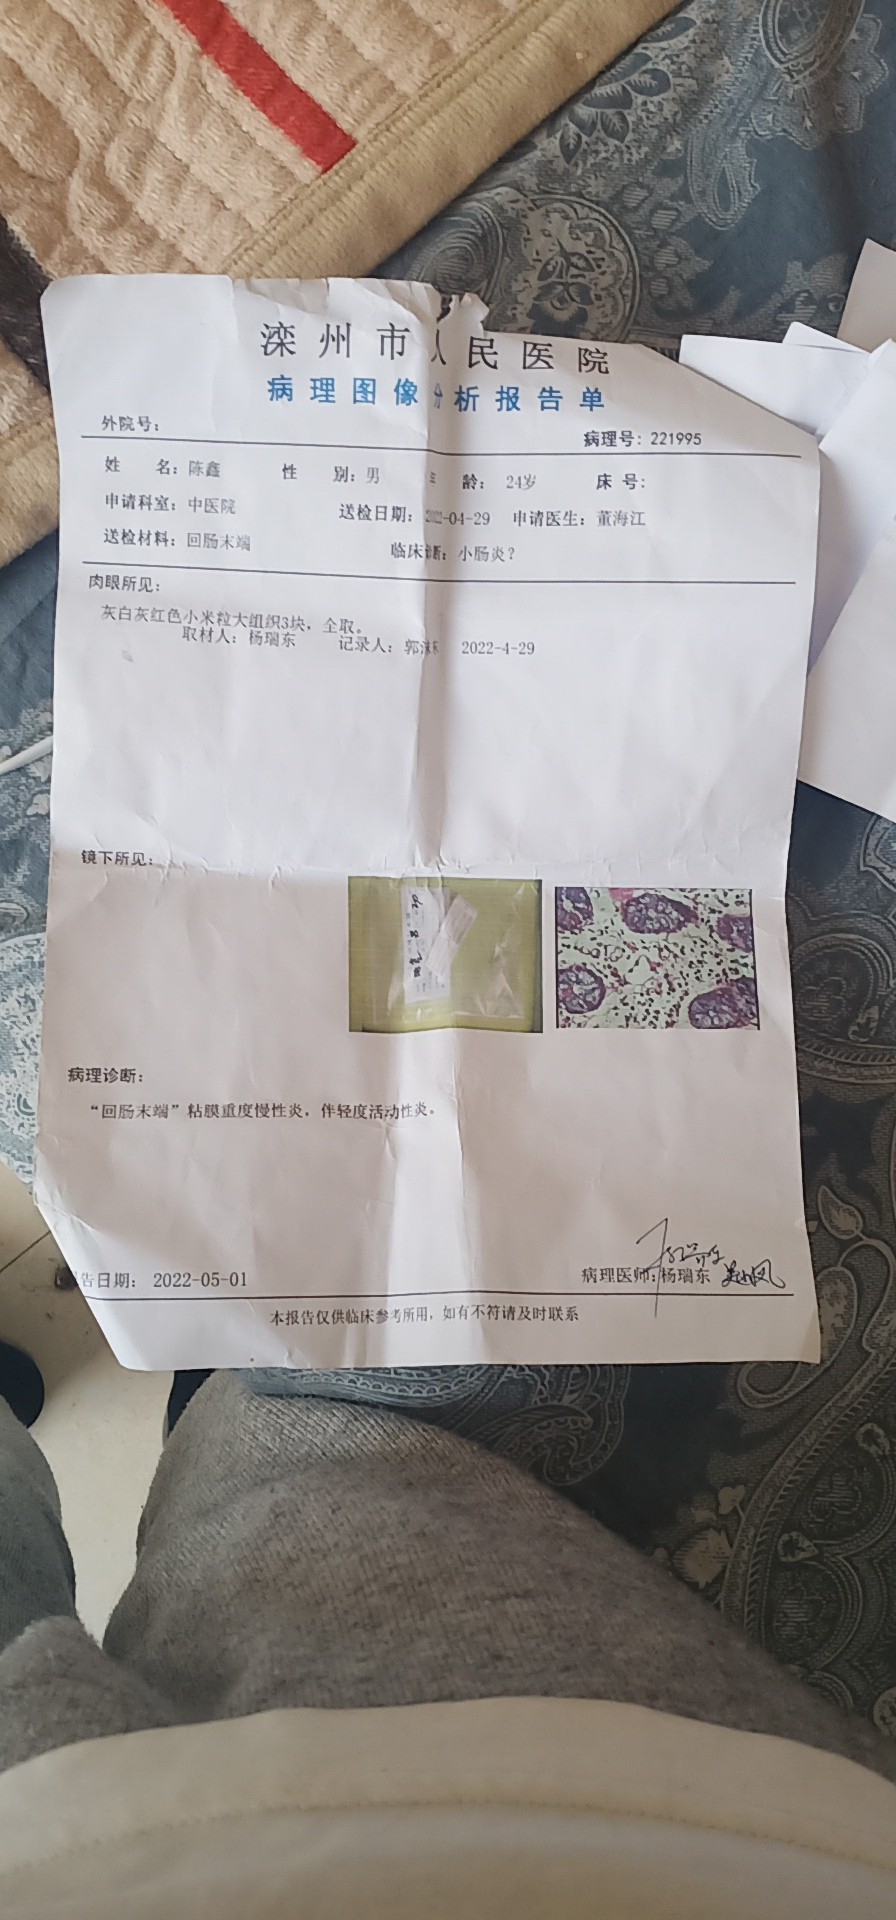 滦州市人民医院
病理图像分析报告单
外院号：
病理号：221995
姓 名：陈鑫 性 别：男 年 龄： 24岁 床 号：
申请科室：中医院 送检日期：2022-04-29 申请医生：董海江
送检材料：回肠末端 临床诊断：小肠炎？
肉眼所见：
灰白灰红色小米粒大组织3块，全取。
取材人：杨瑞东 记录人：郭 2022-4-29
镜下所见：
病理诊断：
“回肠末端”粘膜重度慢性炎，伴轻度活动性炎。
告日期： 2022-05-01
病理医师：杨瑞东
本报告仅供临床参考所用，如有不符请及时联系